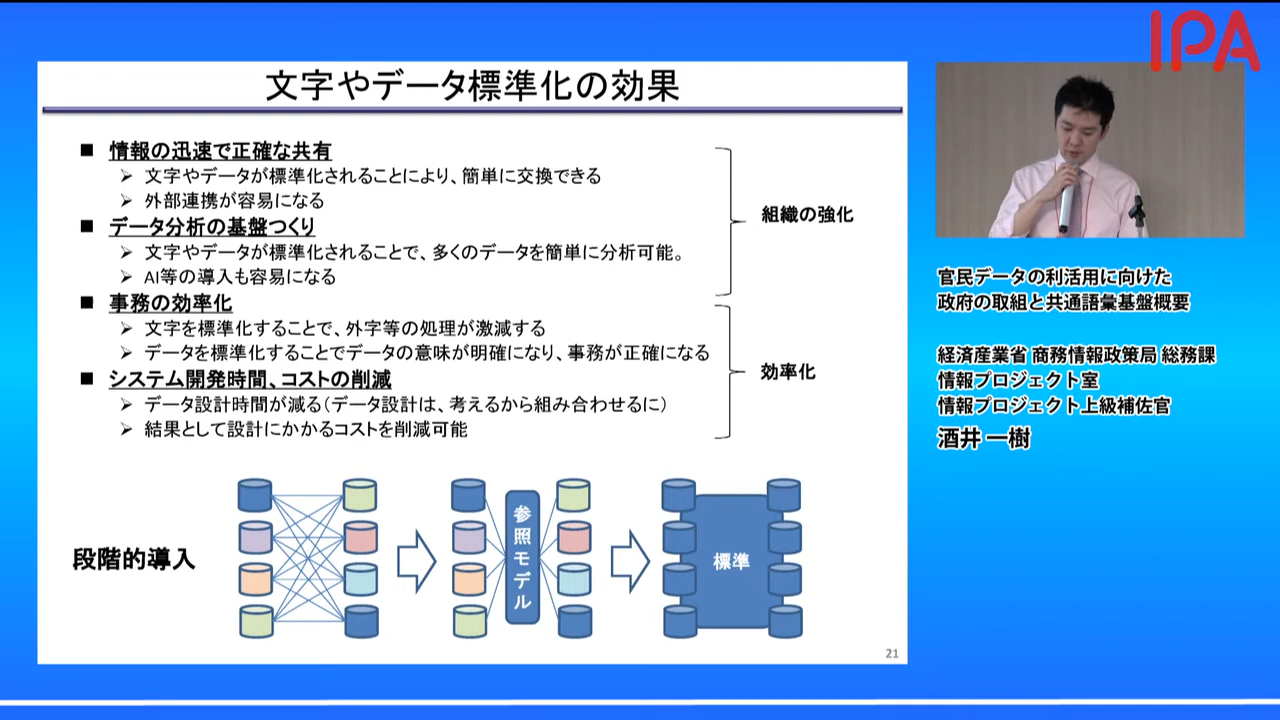 IPA
文字やデータ標準化の効果
■ 情報の迅速で正確な共有
➢ 文字やデータが標準化されることにより、簡単に交換できる
➢ 外部連携が容易になる
■ データ分析の基盤つくり
➢ 文字やデータが標準化されることで、多くのデータを簡単に分析可能。
➢ AI等の導入も容易になる
組織の強化
■ 事務の効率化
➢ 文字を標準化することで、外字等の処理が激減する
➢ データを標準化することでデータの意味が明確になり、事務が正確になる
■ システム開発時間、コストの削減
➢ データ設計時間が減る(データ設計は、考えるから組み合わせるに)
➢ 結果として設計にかかるコストを削減可能
効率化
段階的導入
参照モデル
標準
21
官民データの利活用に向けた
政府の取組と共通語彙基盤概要
経済産業省 商務情報政策局 総務課
情報プロジェクト室
情報プロジェクト上級補佐官
酒井 一樹